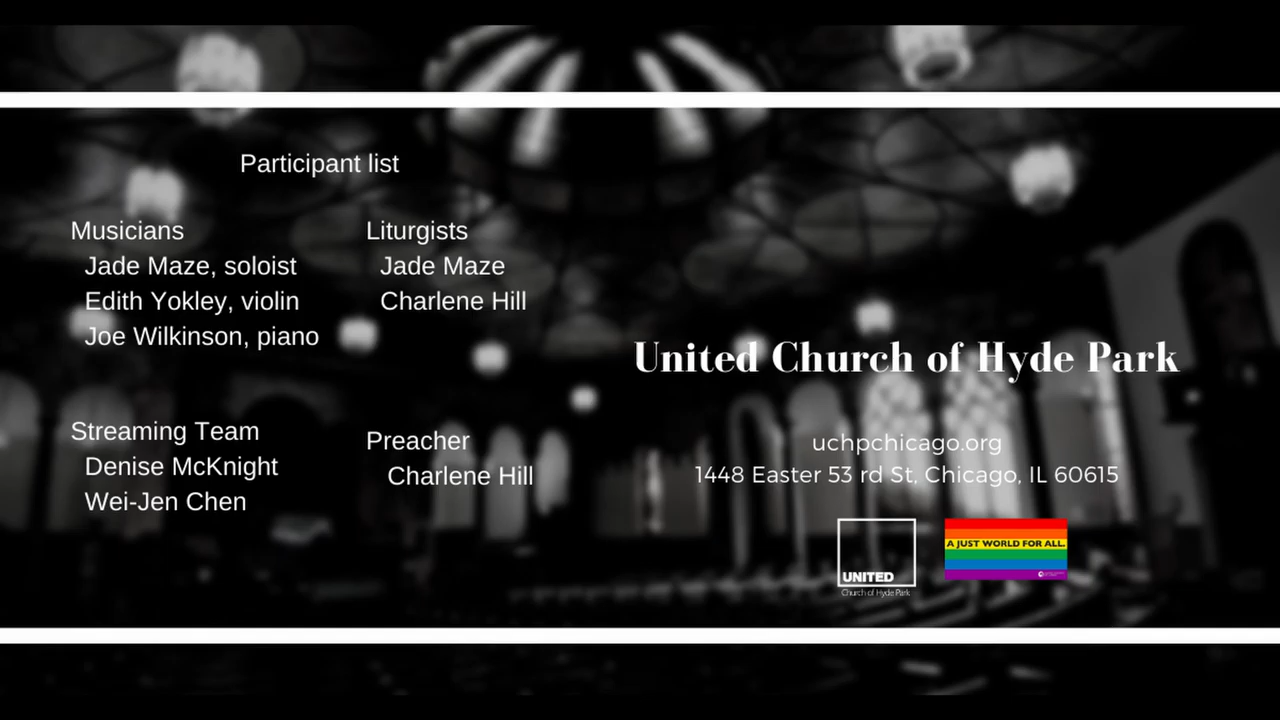 Participant list
Musicians
Jade Maze, soloist
Edith Yokley, violin
Joe Wilkinson, piano
Liturgists
Jade Maze
Charlene Hill
Streaming Team
Denise McKnight
Wei-Jen Chen
Preacher
Charlene Hill
United Church of Hyde Park
uchpchicago.org
1448 Easter 53 rd St, Chicago, IL 60615
UNITED
Church of Hyde Park
A JUST WORLD FOR ALL.